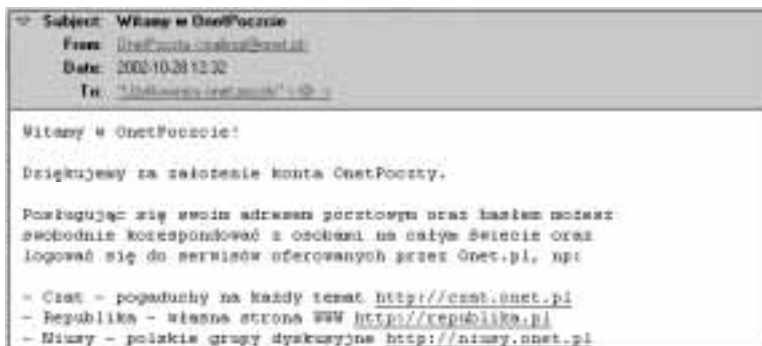 Subject: Witamy w OnetPoczcie
From:
Date: 2002-10-28 12:32
To:
Witamy w OnetPoczcie!
Dziękujemy za założenie konta OnetPoczty.
Posługując się swoim adresem pocztowym oraz hasłem możesz
swobodnie korespondować z osobami na całym świecie oraz
logować się do serwisów oferowanych przez Onet.pl, np:
- Czat - pogaduchy na każdy temat http://czat.onet.pl
- Republika - własna strona WWW http://republika.pl
- Niusy - polskie grupy dyskusyjne http://niusy.onet.pl